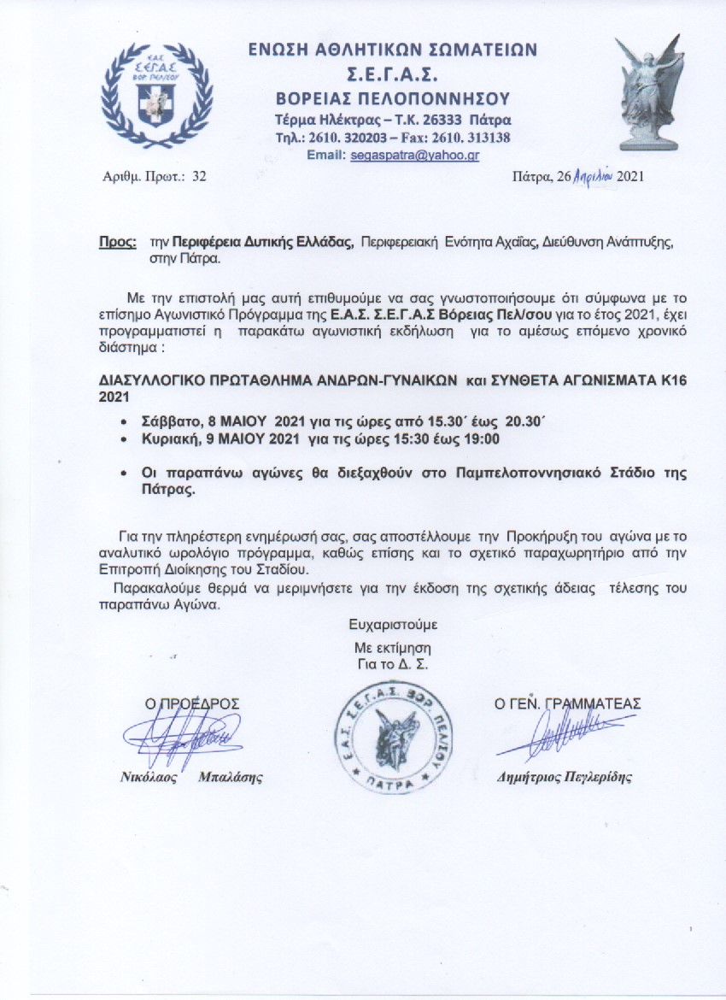 Ε.Α.Σ.
Σ.Ε.Γ.Α.Σ
ΒΟΡ. ΠΕΛ/ΣΟΥ
ΕΝΩΣΗ ΑΘΛΗΤΙΚΩΝ ΣΩΜΑΤΕΙΩΝ
Σ.Ε.Γ.Α.Σ.
ΒΟΡΕΙΑΣ ΠΕΛΟΠΟΝΝΗΣΟΥ
Τέρμα Ηλέκτρας – Τ.Κ. 26333 Πάτρα
Τηλ.: 2610. 320203 – Fax: 2610. 313138
Email: segaspatra@yahoo.gr
Αριθμ. Πρωτ.: 32 Πάτρα, 26 Απριλίου 2021
Προς: την Περιφέρεια Δυτικής Ελλάδας, Περιφερειακή Ενότητα Αχαΐας, Διεύθυνση Ανάπτυξης,
στην Πάτρα.
Με την επιστολή μας αυτή επιθυμούμε να σας γνωστοποιήσουμε ότι σύμφωνα με το
επίσημο Αγωνιστικό Πρόγραμμα της Ε.Α.Σ. Σ.Ε.Γ.Α.Σ Βόρειας Πελ/σου για το έτος 2021, έχει
προγραμματιστεί η παρακάτω αγωνιστική εκδήλωση για το αμέσως επόμενο χρονικό
διάστημα :
ΔΙΑΣΥΛΛΟΓΙΚΟ ΠΡΩΤΑΘΛΗΜΑ ΑΝΔΡΩΝ-ΓΥΝΑΙΚΩΝ και ΣΥΝΘΕΤΑ ΑΓΩΝΙΣΜΑΤΑ Κ16
2021
• Σάββατο, 8 ΜΑΙΟΥ 2021 για τις ώρες από 15.30΄ έως 20.30΄
• Κυριακή, 9 ΜΑΙΟΥ 2021 για τις ώρες 15:30 έως 19:00
• Οι παραπάνω αγώνες θα διεξαχθούν στο Παμπελοποννησιακό Στάδιο της
Πάτρας.
Για την πληρέστερη ενημέρωσή σας, σας αποστέλλουμε την Προκήρυξη του αγώνα με το
αναλυτικό ωρολόγιο πρόγραμμα, καθώς επίσης και το σχετικό παραχωρητήριο από την
Επιτροπή Διοίκησης του Σταδίου.
Παρακαλούμε θερμά να μεριμνήσετε για την έκδοση της σχετικής άδειας τέλεσης του
παραπάνω Αγώνα.
Ευχαριστούμε
Με εκτίμηση
Για το Δ. Σ.
Ο ΠΡΟΕΔΡΟΣ Ο ΓΕΝ. ΓΡΑΜΜΑΤΕΑΣ
Ε.Α.Σ. Σ.Ε.Γ.Α.Σ. ΒΟΡ. ΠΕΛ/ΣΟΥ
ΠΑΤΡΑ
Νικόλαος Μπαλάσης Δημήτριος Πεγλερίδης